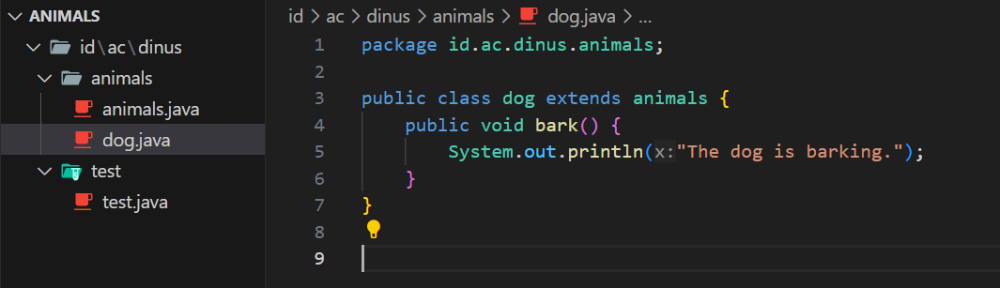 ANIMALS
id\ac\dinus
animals
animals.java
dog.java
test
test.java
id > ac > dinus > animals > dog.java > ...
1 package id.ac.dinus.animals;
2
3 public class dog extends animals {
4 public void bark() {
5 System.out.println(x:"The dog is barking.");
6 }
7 }
8
9